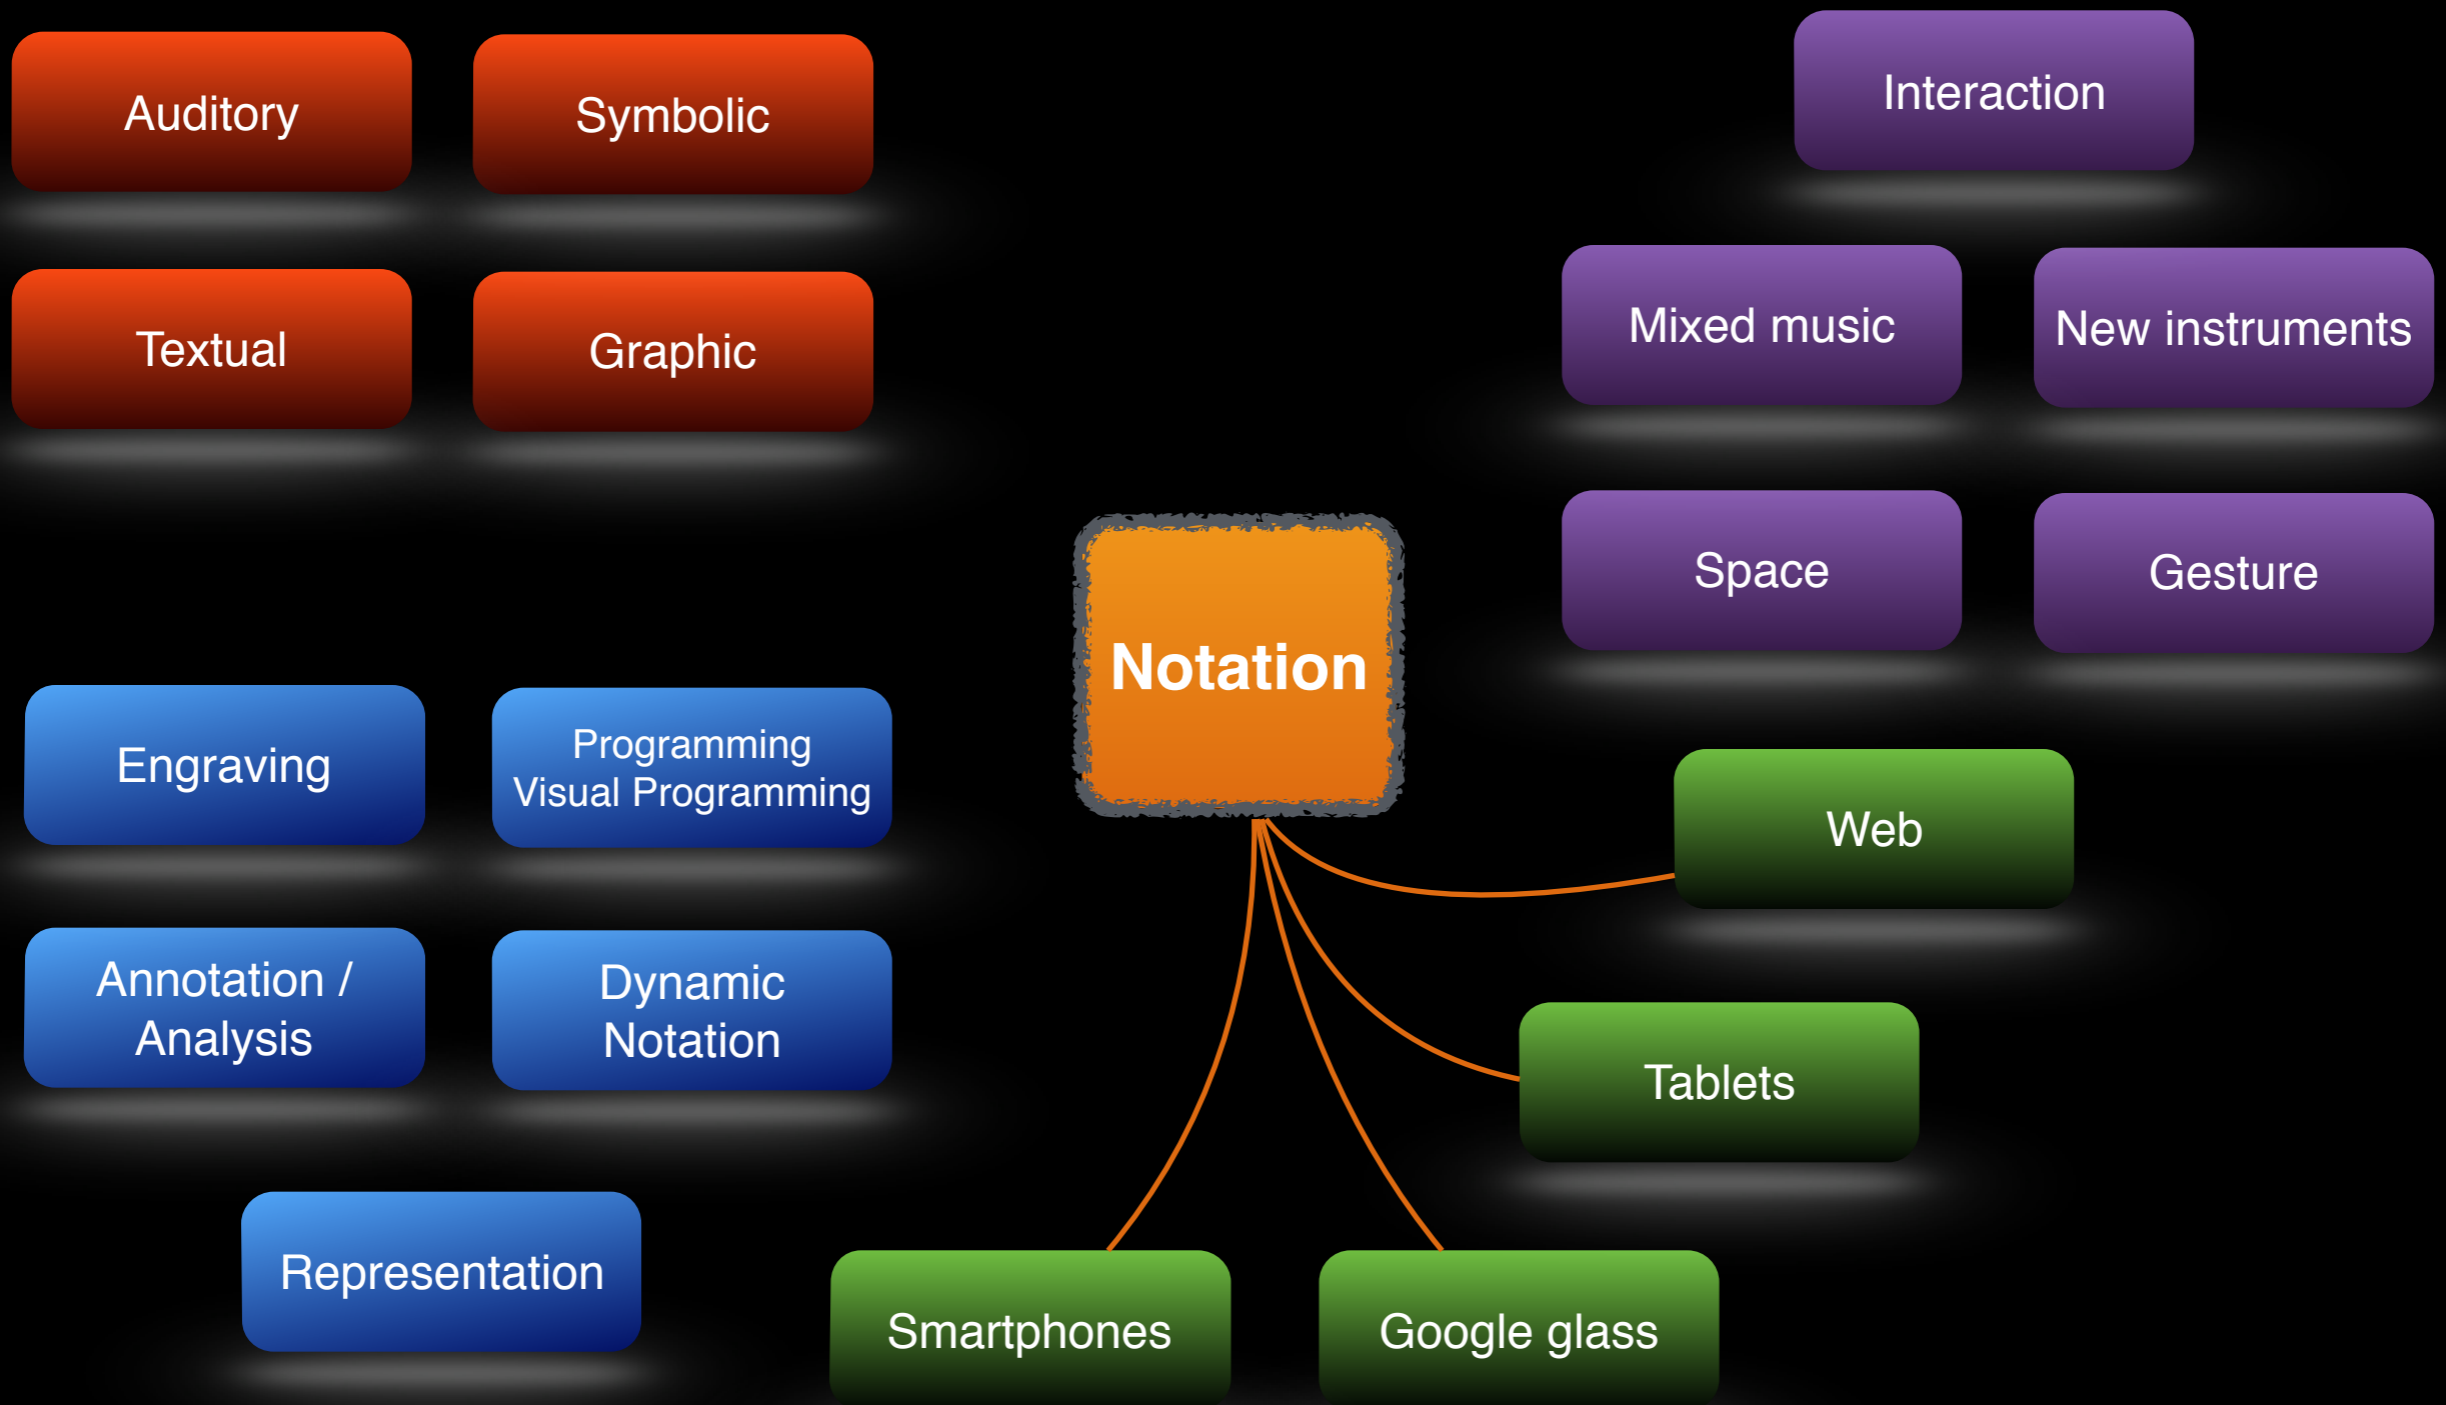 Auditory
Symbolic
Textual
Graphic
Interaction
Mixed music
New instruments
Space
Gesture
Notation
Engraving
Programming
Visual Programming
Annotation /
Analysis
Dynamic
Notation
Representation
Web
Tablets
Smartphones
Google glass